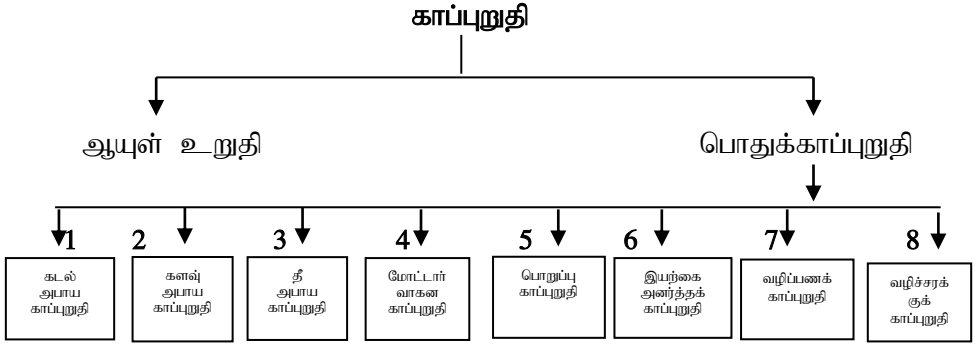 காப்புறுதி
ஆயுள் உறுதி
பொதுக்காப்புறுதி
1
கடல்
அபாய
காப்புறுதி
2
களவு
அபாய
காப்புறுதி
3
தீ
அபாய
காப்புறுதி
4
மோட்டார்
வாகன
காப்புறுதி
5
பொறுப்பு
காப்புறுதி
6
இயற்கை
அனர்த்தக்
காப்புறுதி
7
வழிப்பணக்
காப்புறுதி
8
வழிச்சரக்
குக்
காப்புறுதி